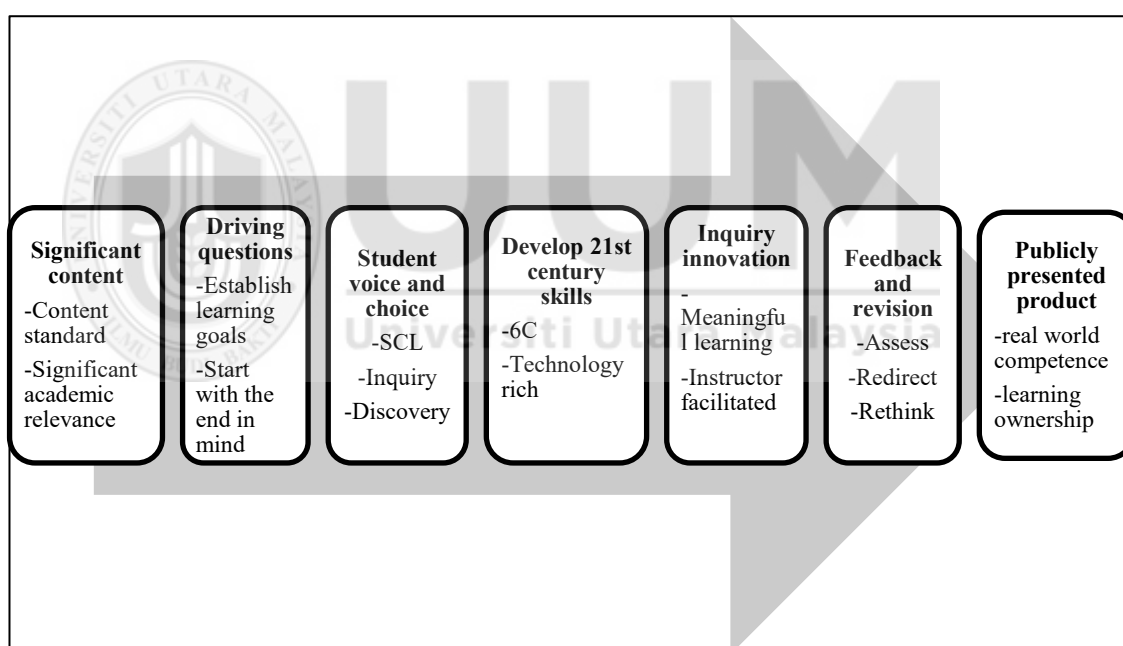 UNIVERSITI UTARA MALAYSIA
UUM
Universiti Utara Malaysia
Significant
content
-Content
standard
-Significant
academic
relevance
Driving
questions
-Establish
learning
goals
-Start
with the
end in
mind
Student
voice and
choice
-SCL
-Inquiry
-Discovery
Develop 21st
century
skills
-6C
-Technology
rich
Inquiry
innovation
-
Meaningfu
l learning
-Instructor
facilitated
Feedback
and
revision
-Assess
-Redirect
-Rethink
Publicly
presented
product
-real world
competence
-learning
ownership